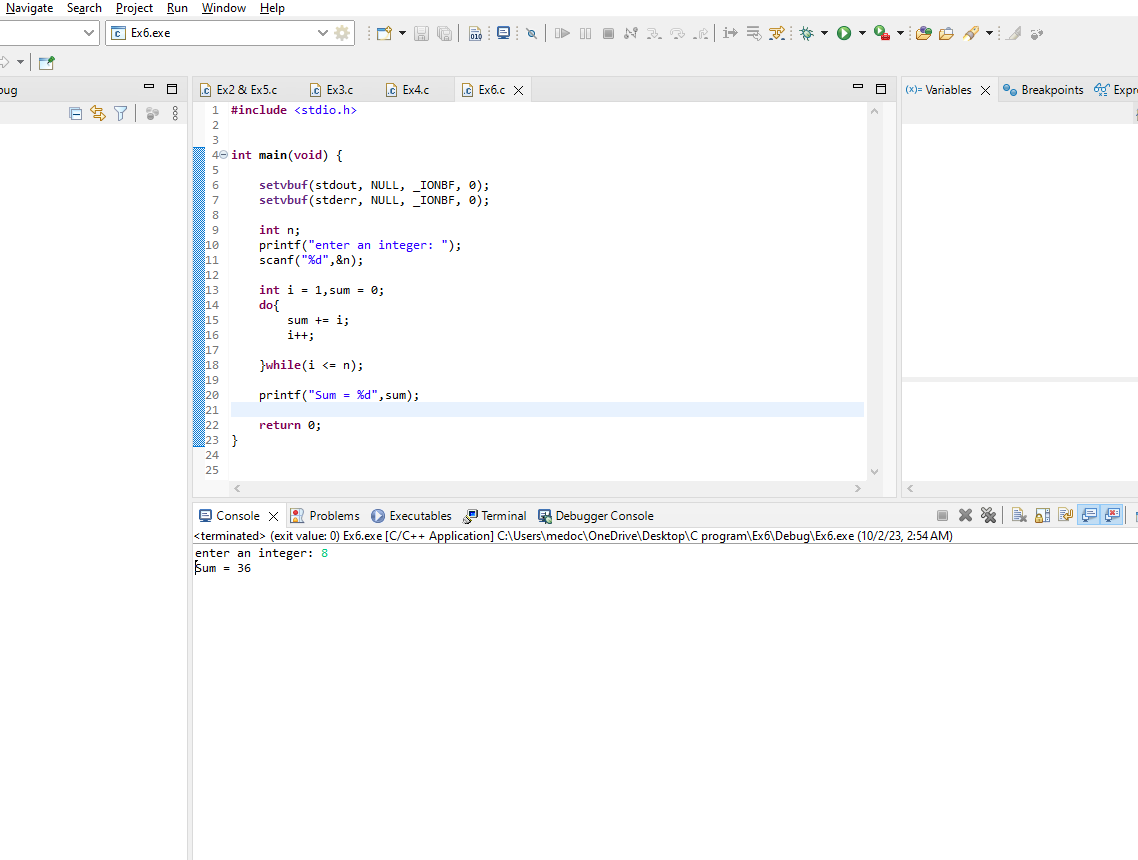 Navigate Search Project Run Window Help
Ex6.exe
Ex2 & Ex5.c Ex3.c Ex4.c Ex6.c
(x)= Variables Breakpoints
1 #include <stdio.h>
2
3
4 int main(void) {
5
6 setvbuf(stdout, NULL, _IONBF, 0);
7 setvbuf(stderr, NULL, _IONBF, 0);
8
9 int n;
10 printf("enter an integer: ");
11 scanf("%d",&n);
12
13 int i = 1,sum = 0;
14 do{
15 sum += i;
16 i++;
17
18 }while(i <= n);
19
20 printf("Sum = %d",sum);
21
22 return 0;
23 }
24
25
Console Problems Executables Terminal Debugger Console
<terminated> (exit value: 0) Ex6.exe [C/C++ Application] C:\Users\medoc\OneDrive\Desktop\C program\Ex6\Debug\Ex6.exe (10/2/23, 2:54 AM)
enter an integer: 8
Sum = 36